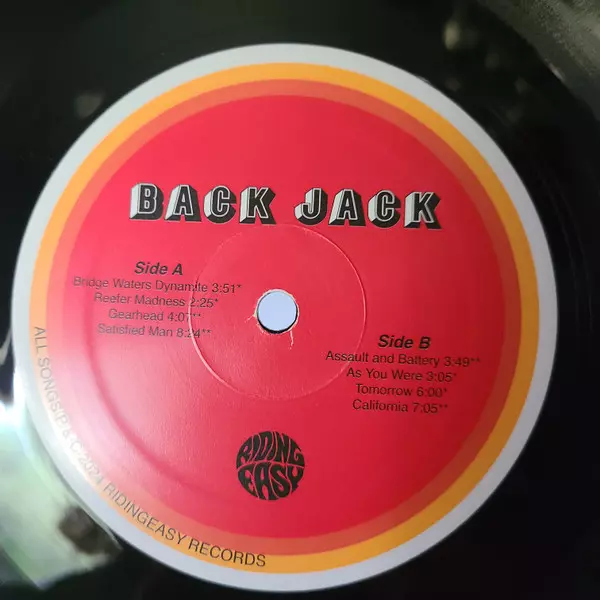 BACK JACK
Side A
Bridge Waters Dynamite 3:51*
Reefer Madness 2:25*
Gearhead 4:07**
Satisfied Man 8:24**
Side B
Assault and Battery 3:49**
As You Were 3:05*
Tomorrow 6:00*
California 7:05**
RIDING
EASY
ALL SONGS P & C 2024 RIDINGEASY RECORDS